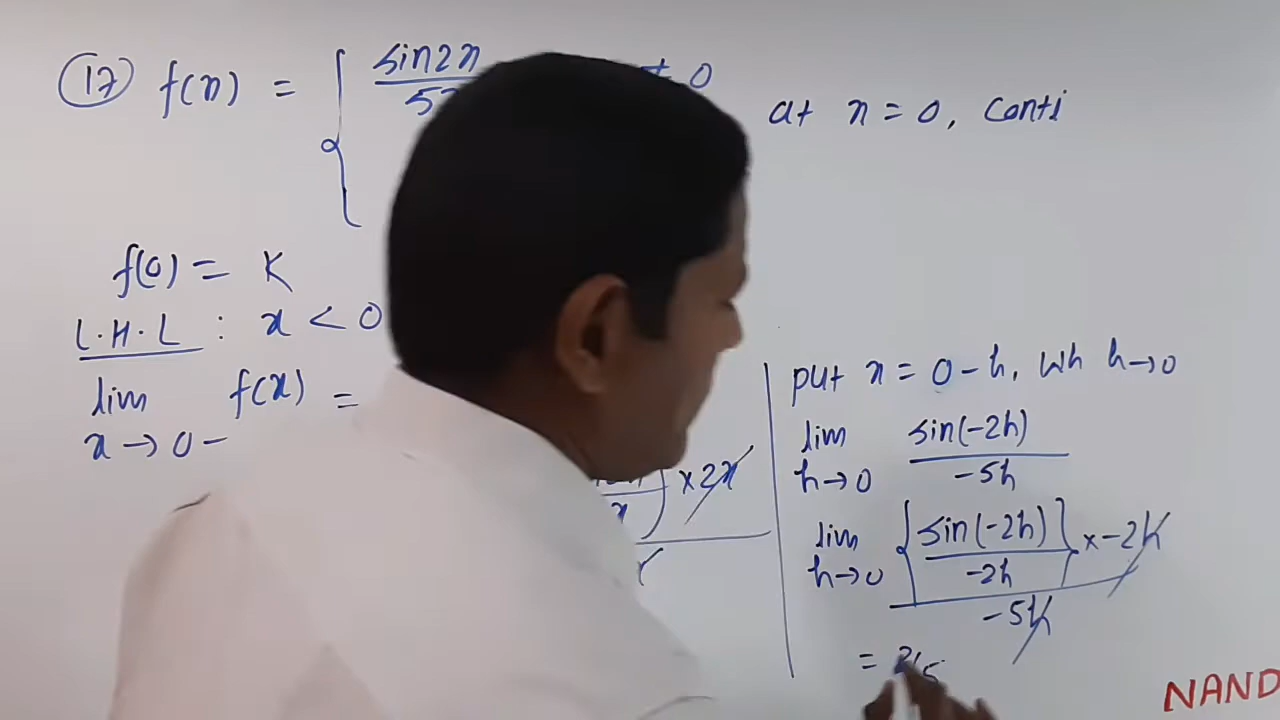 17 f(x) = { sin2x / 5 ≠ 0
at x = 0, Conti
f(0) = K
L.H.L : x < 0
lim x→0- f(x) =
x) × 2x
put x = 0 - h, Wh h→0
lim h→0 sin(-2h) / -5h
lim h→0 {sin(-2h) / -2h} × -2h / -5h
= 2/5
NAND